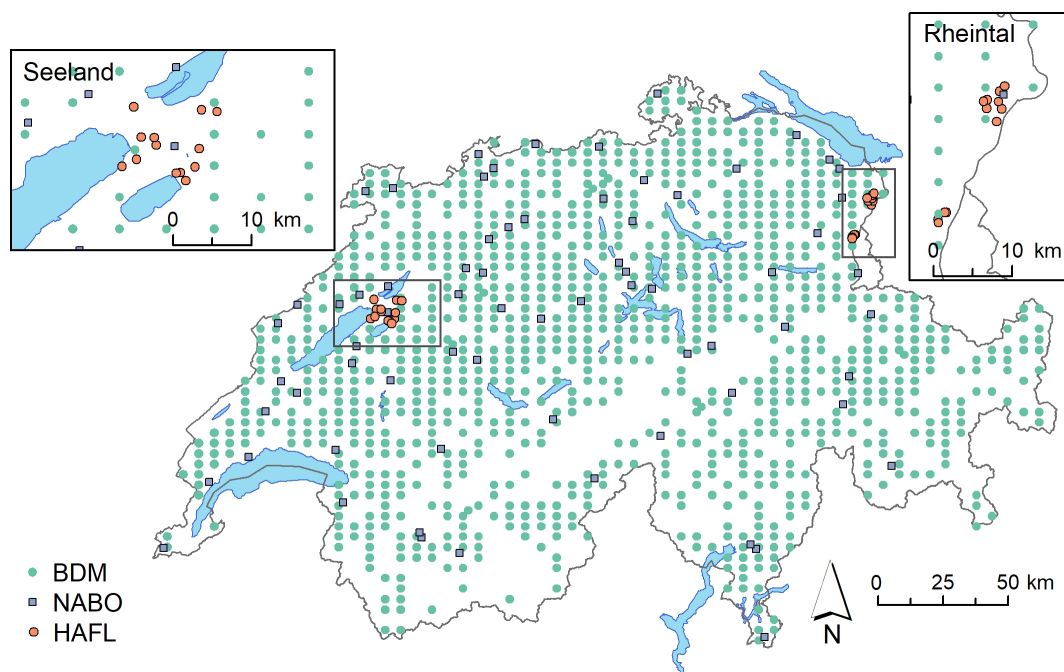 Seeland
0 10 km
Rheintal
0 10 km
BDM
NABO
HAFL
N
0 25 50 km